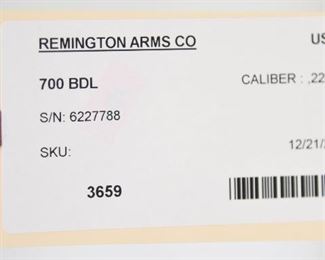 REMINGTON ARMS CO US
700 BDL CALIBER : ,22
S/N: 6227788
SKU: 12/21/
3659